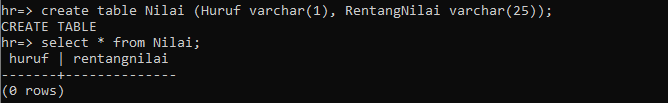 hr=> create table Nilai (Huruf varchar(1), RentangNilai varchar(25));
CREATE TABLE
hr=> select * from Nilai;
 huruf | rentangnilai
-------+--------------
(0 rows)